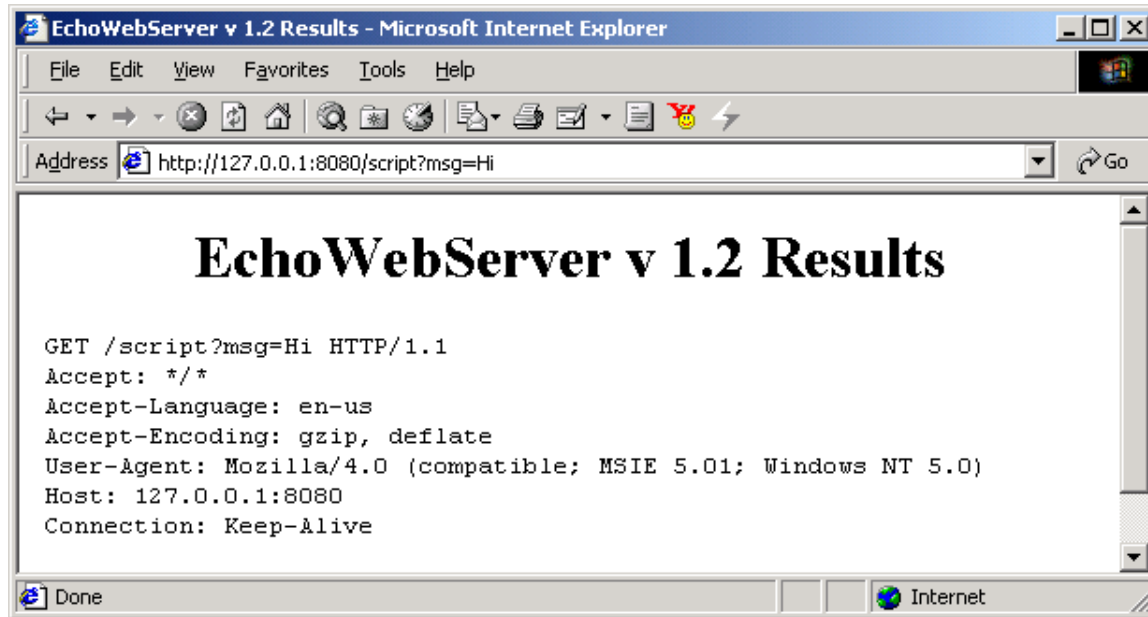 EchoWebServer v 1.2 Results - Microsoft Internet Explorer
File Edit View Favorites Tools Help
Address http://127.0.0.1:8080/script?msg=Hi Go
EchoWebServer v 1.2 Results
GET /script?msg=Hi HTTP/1.1
Accept: */*
Accept-Language: en-us
Accept-Encoding: gzip, deflate
User-Agent: Mozilla/4.0 (compatible; MSIE 5.01; Windows NT 5.0)
Host: 127.0.0.1:8080
Connection: Keep-Alive
Done Internet